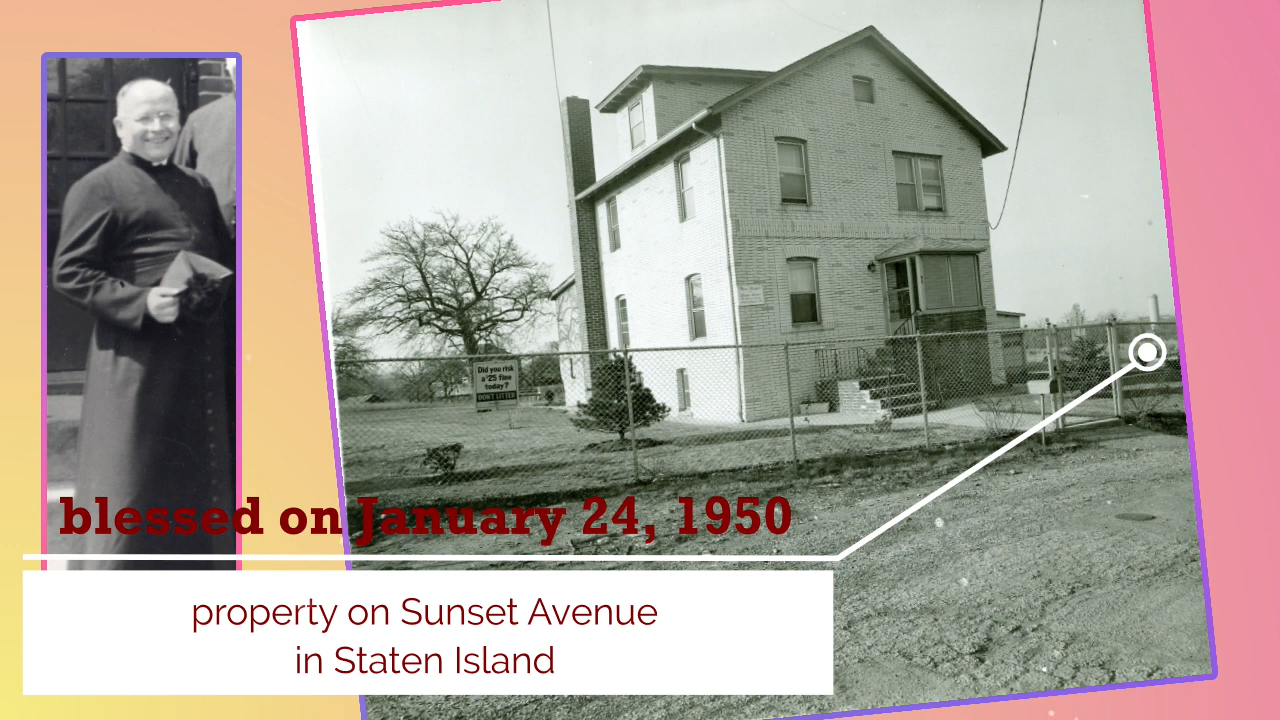 Did you risk
a $25 fine
today?
DON'T LITTER
blessed on January 24, 1950
property on Sunset Avenue
in Staten Island